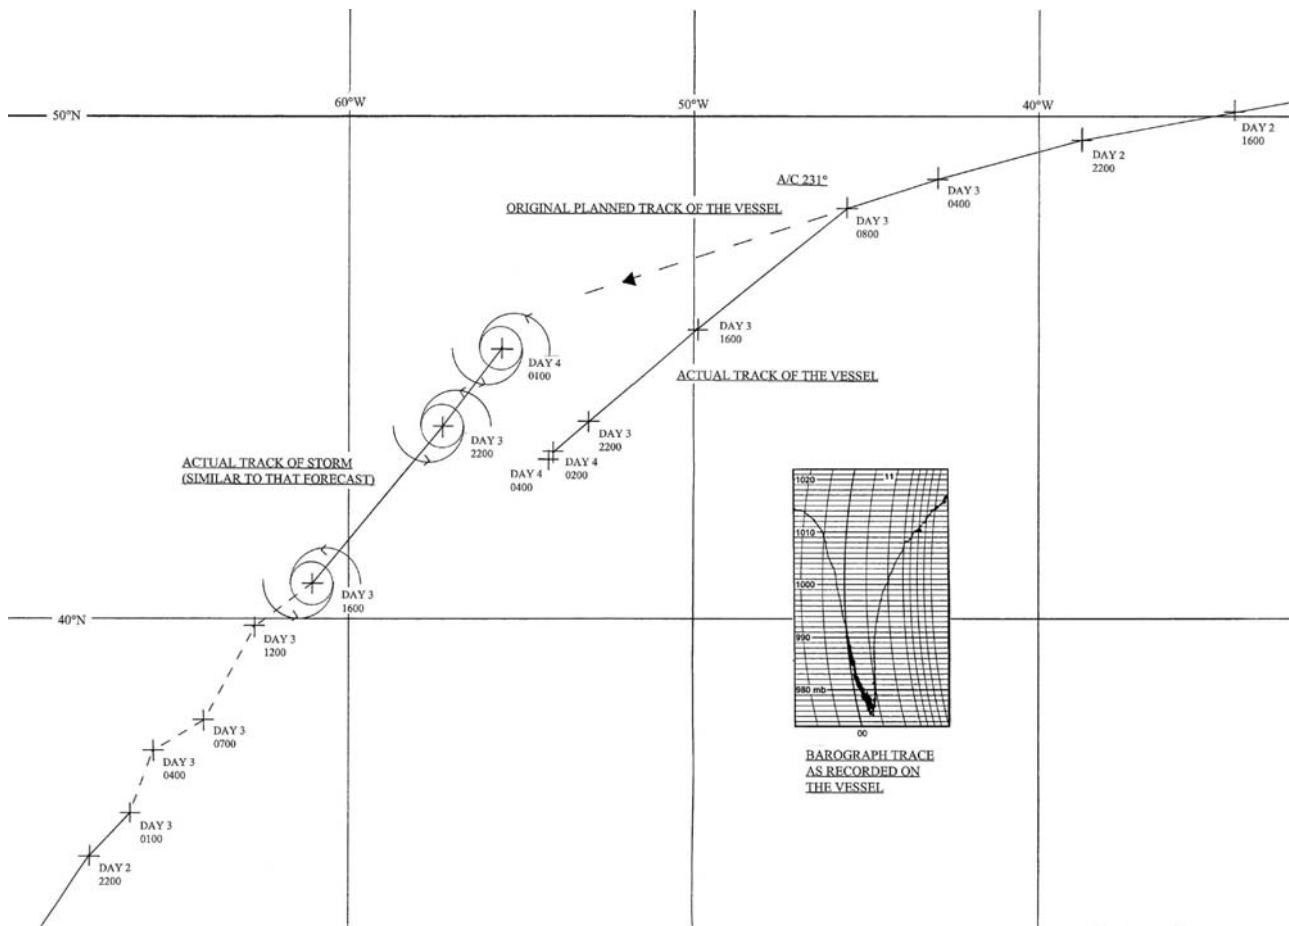 60°W
50°W
40°W
50°N
DAY 2
1600
DAY 2
2200
A/C 231°
DAY 3
0400
ORIGINAL PLANNED TRACK OF THE VESSEL
DAY 3
0800
DAY 3
1600
DAY 4
0100
ACTUAL TRACK OF THE VESSEL
DAY 3
2200
DAY 3
2200
ACTUAL TRACK OF STORM
(SIMILAR TO THAT FORECAST)
DAY 4
0400
DAY 4
0200
DAY 3
1600
40°N
DAY 3
1200
DAY 3
0700
DAY 3
0400
DAY 3
0100
DAY 2
2200
1020
11
1010
1000
990
980 mb
00
BAROGRAPH TRACE
AS RECORDED ON
THE VESSEL